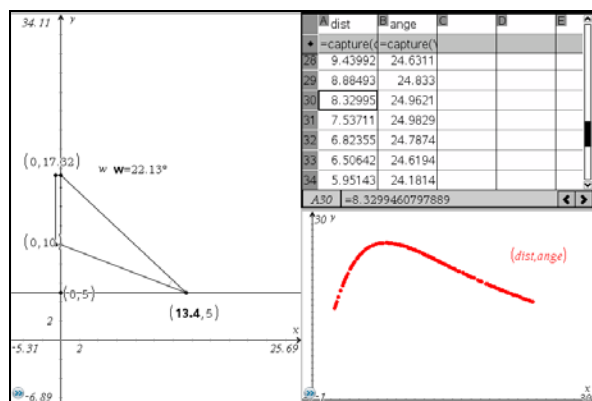 34.11 y
(0,17.32)
w w=22.13°
(0,10)
(0,5)
(13.4,5)
2
x
-5.31 2 25.69
-6.89
A dist B ange C D E
◆ =capture(d =capture('
28 9.43992 24.6311
29 8.88493 24.833
30 8.32995 24.9621
31 7.53711 24.9829
32 6.82355 24.7874
33 6.50642 24.6194
34 5.95143 24.1814
A30 =8.3299460797889
30 y
(dist,ange)
x
-1 30